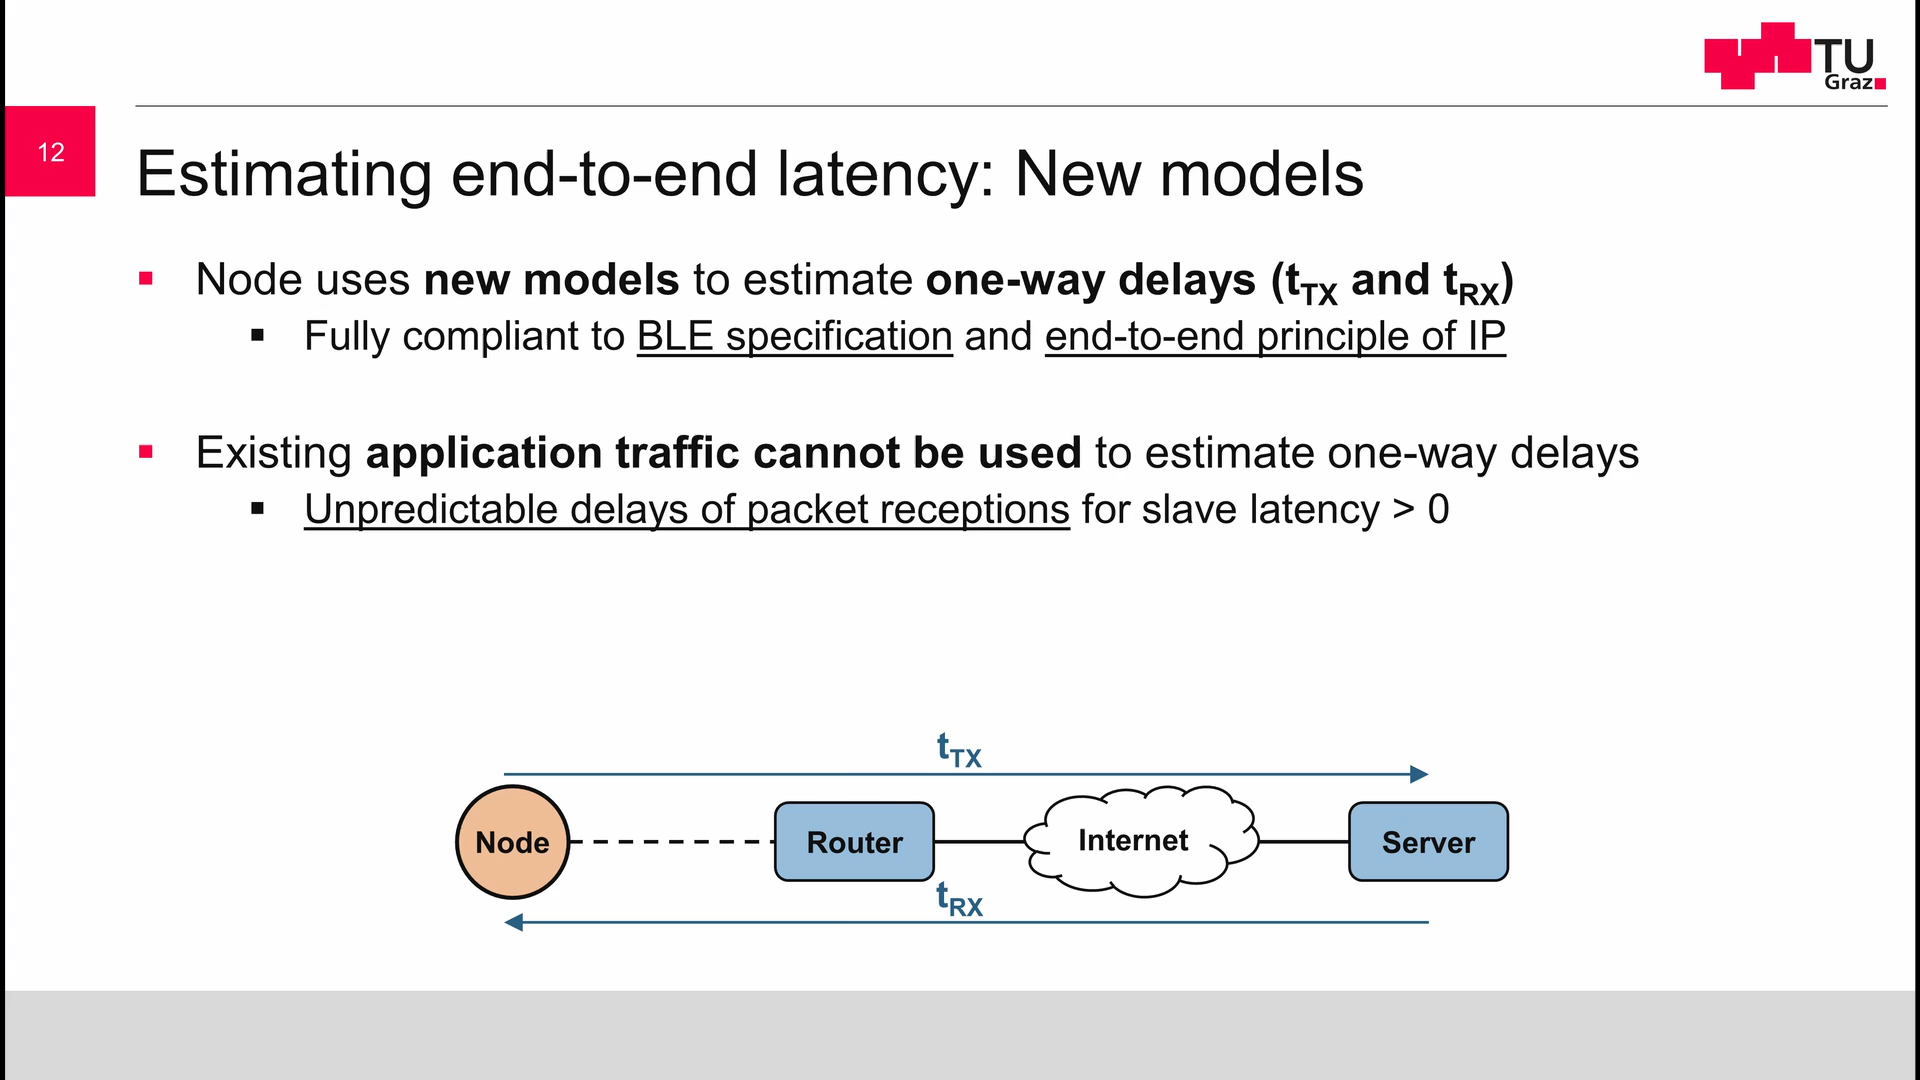 TU
Graz
12
Estimating end-to-end latency: New models
Node uses new models to estimate one-way delays (tTX and tRX)
Fully compliant to BLE specification and end-to-end principle of IP
Existing application traffic cannot be used to estimate one-way delays
Unpredictable delays of packet receptions for slave latency > 0
tTX
Node
Router
Internet
Server
tRX